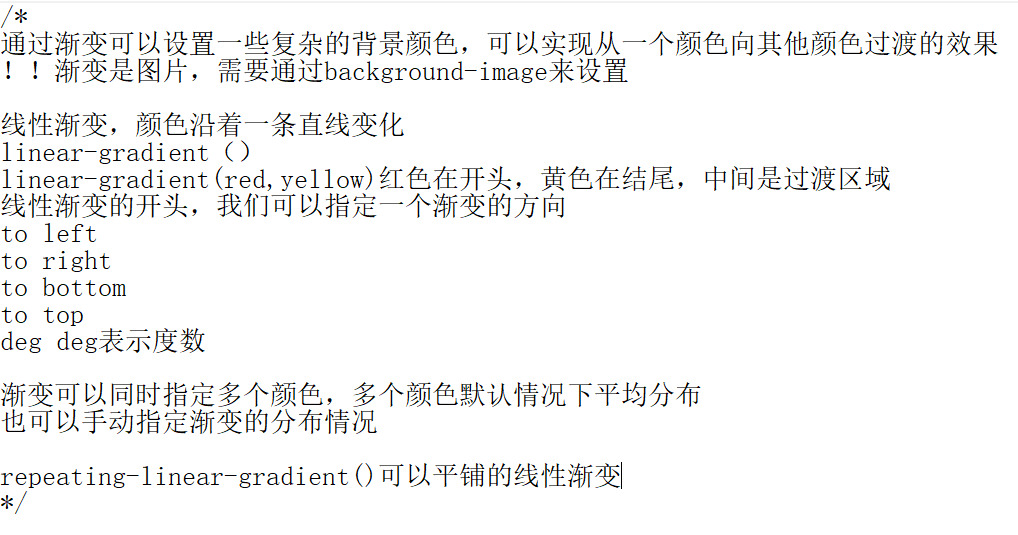 /*
通过渐变可以设置一些复杂的背景颜色，可以实现从一个颜色向其他颜色过渡的效果
！！渐变是图片，需要通过background-image来设置
线性渐变，颜色沿着一条直线变化
linear-gradient（）
linear-gradient(red,yellow)红色在开头，黄色在结尾，中间是过渡区域
线性渐变的开头，我们可以指定一个渐变的方向
to left
to right
to bottom
to top
deg deg表示度数
渐变可以同时指定多个颜色，多个颜色默认情况下平均分布
也可以手动指定渐变的分布情况
repeating-linear-gradient()可以平铺的线性渐变
*/